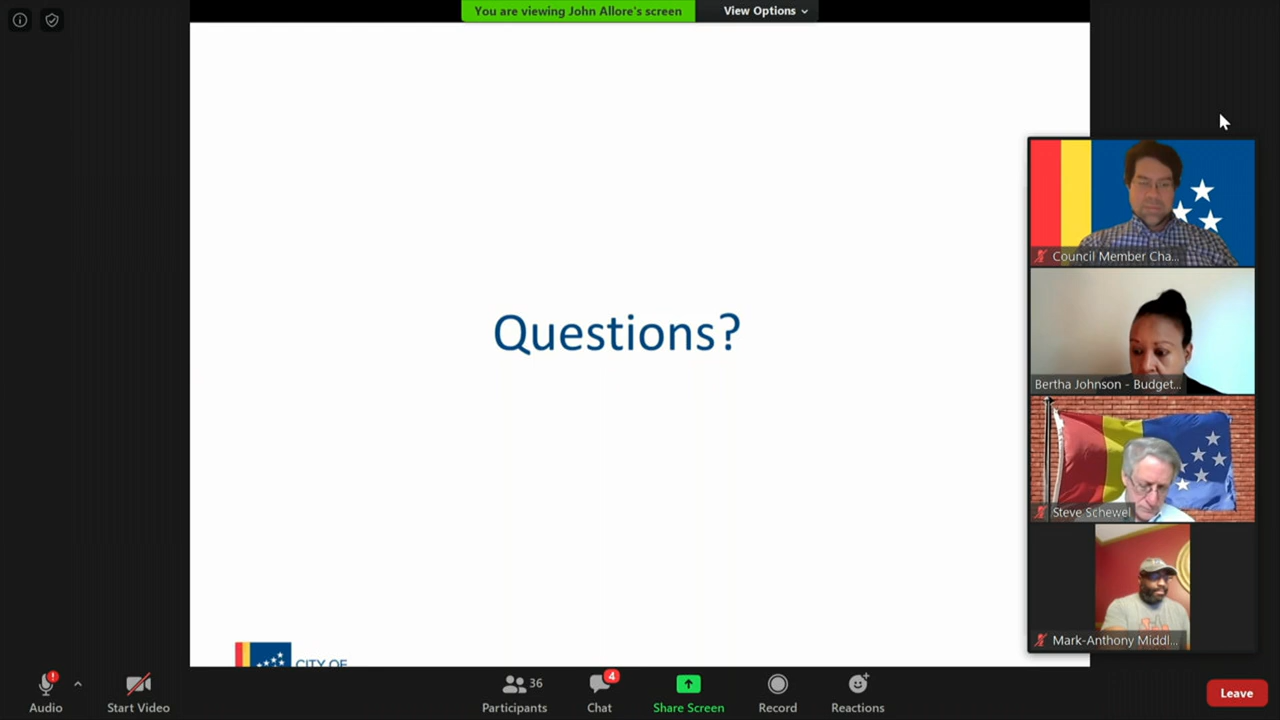 You are viewing John Allore's screen
View Options
Questions?
Council Member Cha...
Bertha Johnson - Budget...
Steve Schewel
Mark-Anthony Middl...
CITY OF
Audio
Start Video
36
Participants
4
Chat
Share Screen
Record
Reactions
Leave